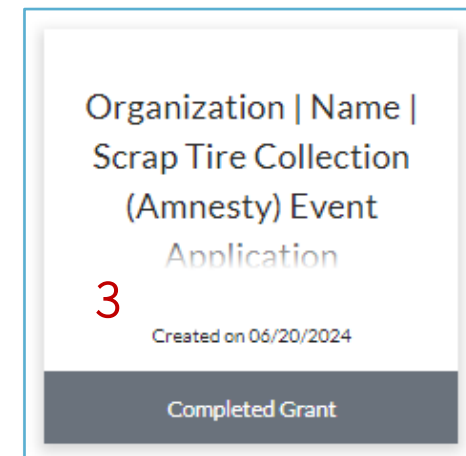 Organization | Name |
Scrap Tire Collection
(Amnesty) Event
Application
3
Created on 06/20/2024
Completed Grant